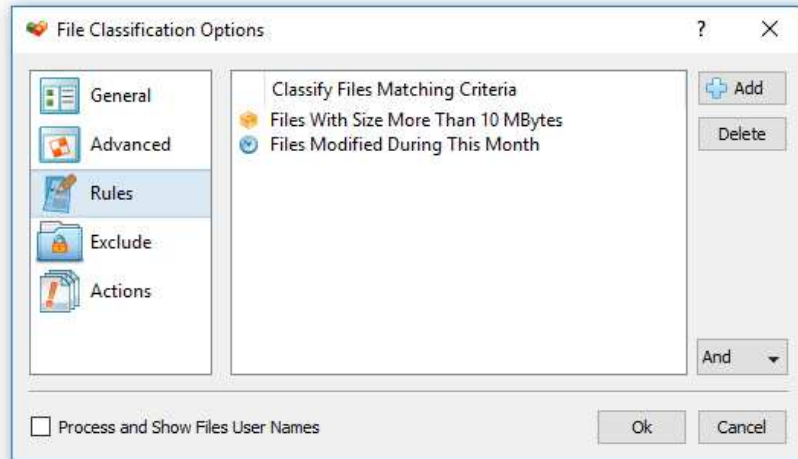 File Classification Options
?
General
Advanced
Rules
Exclude
Actions
Classify Files Matching Criteria
Files With Size More Than 10 MBytes
Files Modified During This Month
Add
Delete
And
Process and Show Files User Names
Ok
Cancel